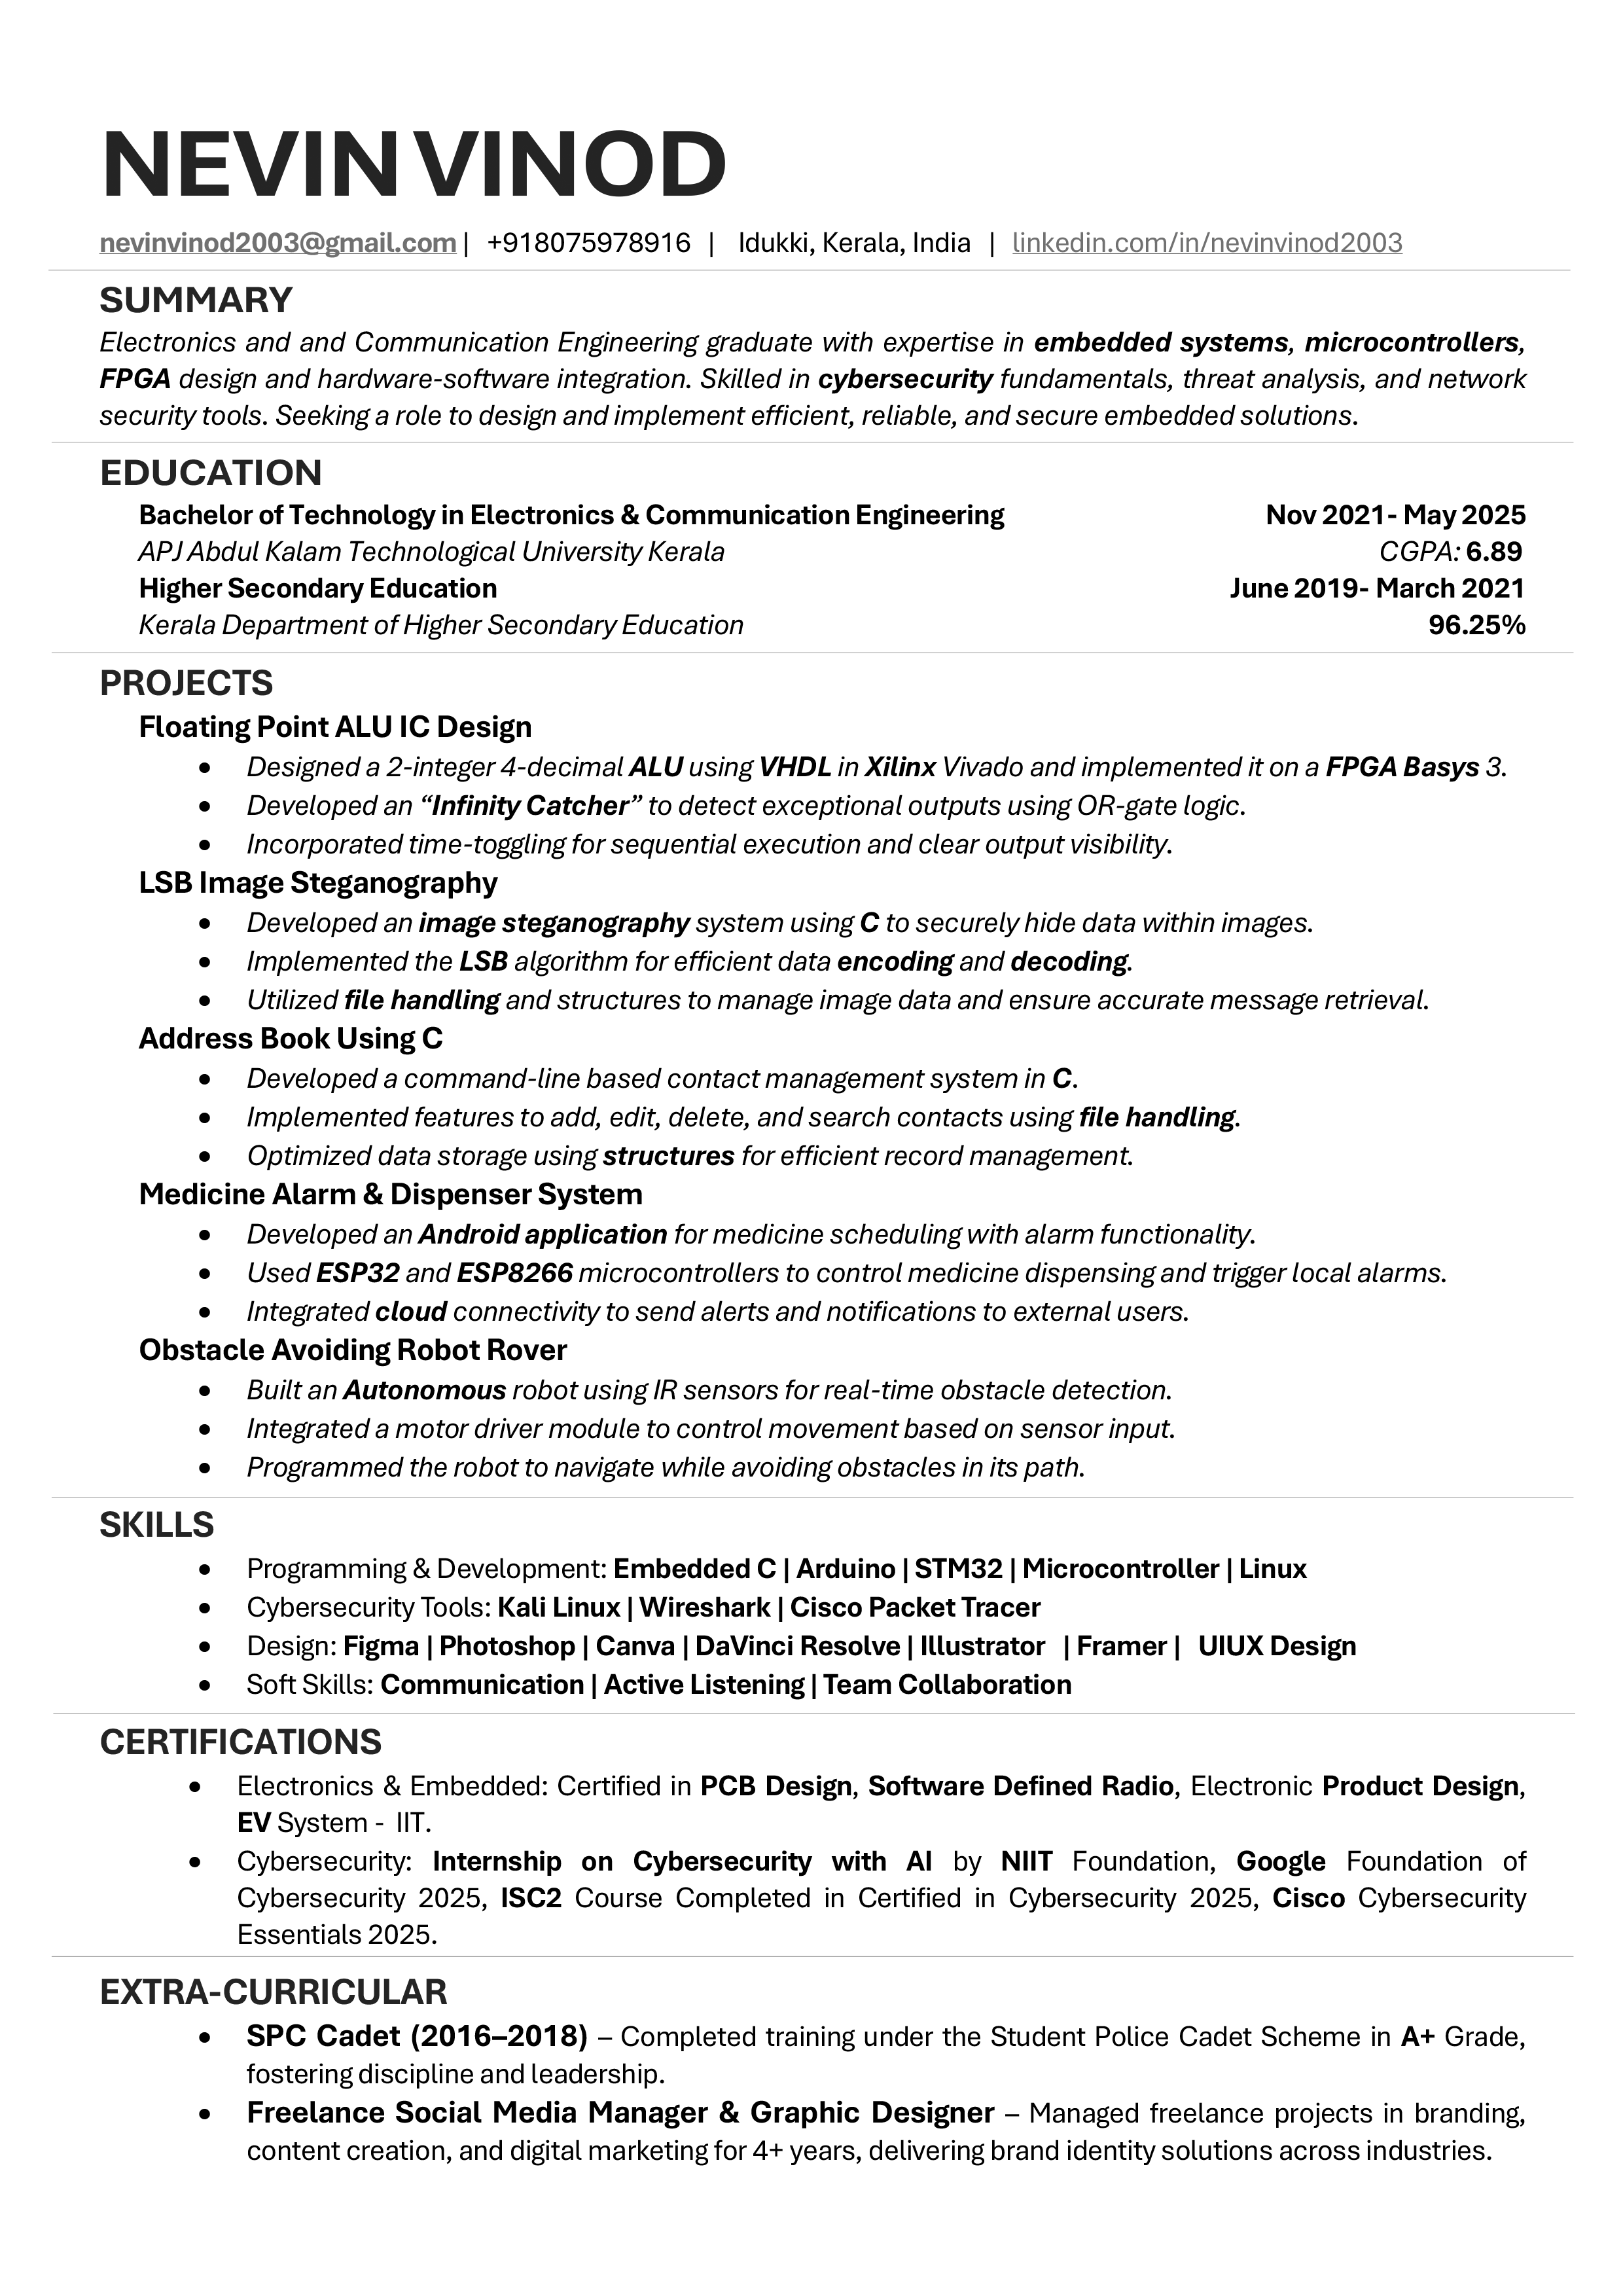 NEVIN VINOD
nevinvinod2003@gmail.com | +918075978916 | Idukki, Kerala, India | linkedin.com/in/nevinvinod2003
SUMMARY
Electronics and and Communication Engineering graduate with expertise in embedded systems, microcontrollers,
FPGA design and hardware-software integration. Skilled in cybersecurity fundamentals, threat analysis, and network
security tools. Seeking a role to design and implement efficient, reliable, and secure embedded solutions.
EDUCATION
Bachelor of Technology in Electronics & Communication Engineering Nov 2021- May 2025
APJ Abdul Kalam Technological University Kerala CGPA: 6.89
Higher Secondary Education June 2019- March 2021
Kerala Department of Higher Secondary Education 96.25%
PROJECTS
Floating Point ALU IC Design
• Designed a 2-integer 4-decimal ALU using VHDL in Xilinx Vivado and implemented it on a FPGA Basys 3.
• Developed an “Infinity Catcher” to detect exceptional outputs using OR-gate logic.
• Incorporated time-toggling for sequential execution and clear output visibility.
LSB Image Steganography
• Developed an image steganography system using C to securely hide data within images.
• Implemented the LSB algorithm for efficient data encoding and decoding.
• Utilized file handling and structures to manage image data and ensure accurate message retrieval.
Address Book Using C
• Developed a command-line based contact management system in C.
• Implemented features to add, edit, delete, and search contacts using file handling.
• Optimized data storage using structures for efficient record management.
Medicine Alarm & Dispenser System
• Developed an Android application for medicine scheduling with alarm functionality.
• Used ESP32 and ESP8266 microcontrollers to control medicine dispensing and trigger local alarms.
• Integrated cloud connectivity to send alerts and notifications to external users.
Obstacle Avoiding Robot Rover
• Built an Autonomous robot using IR sensors for real-time obstacle detection.
• Integrated a motor driver module to control movement based on sensor input.
• Programmed the robot to navigate while avoiding obstacles in its path.
SKILLS
• Programming & Development: Embedded C | Arduino | STM32 | Microcontroller | Linux
• Cybersecurity Tools: Kali Linux | Wireshark | Cisco Packet Tracer
• Design: Figma | Photoshop | Canva | DaVinci Resolve | Illustrator | Framer | UIUX Design
• Soft Skills: Communication | Active Listening | Team Collaboration
CERTIFICATIONS
• Electronics & Embedded: Certified in PCB Design, Software Defined Radio, Electronic Product Design,
EV System - IIT.
• Cybersecurity: Internship on Cybersecurity with AI by NIIT Foundation, Google Foundation of
Cybersecurity 2025, ISC2 Course Completed in Certified in Cybersecurity 2025, Cisco Cybersecurity
Essentials 2025.
EXTRA-CURRICULAR
• SPC Cadet (2016–2018) – Completed training under the Student Police Cadet Scheme in A+ Grade,
fostering discipline and leadership.
• Freelance Social Media Manager & Graphic Designer – Managed freelance projects in branding,
content creation, and digital marketing for 4+ years, delivering brand identity solutions across industries.